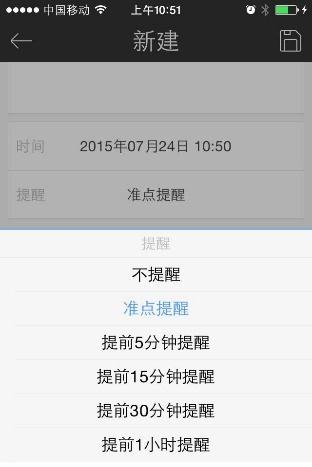 中国移动 上午10:51
新建
时间 2015年07月24日 10:50
提醒 准点提醒
提醒
不提醒
准点提醒
提前5分钟提醒
提前15分钟提醒
提前30分钟提醒
提前1小时提醒